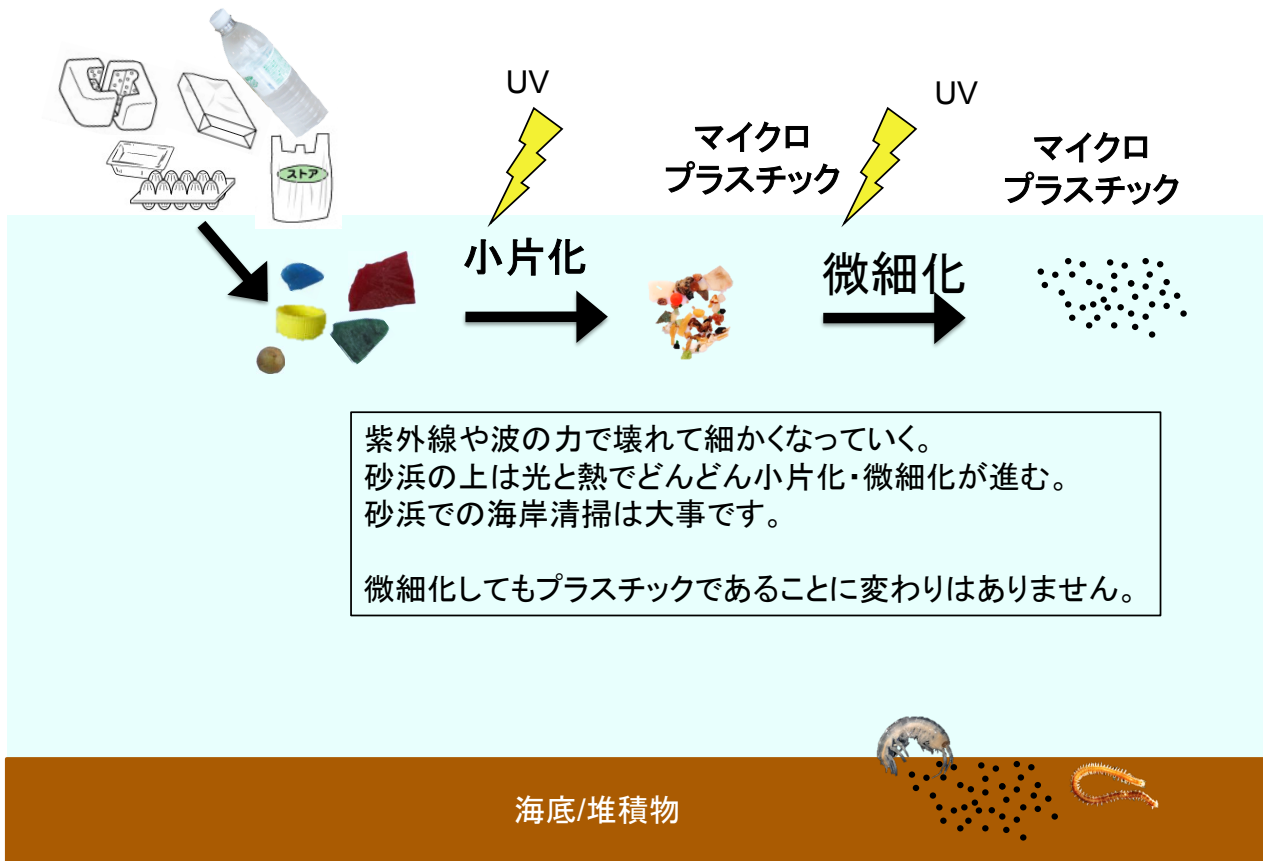 UV
UV
マイクロ
プラスチック
マイクロ
プラスチック
ストア
小片化
微細化
紫外線や波の力で壊れて細かくなっていく。
砂浜の上は光と熱でどんどん小片化・微細化が進む。
砂浜での海岸清掃は大事です。
微細化してもプラスチックであることに変わりはありません。
海底/堆積物